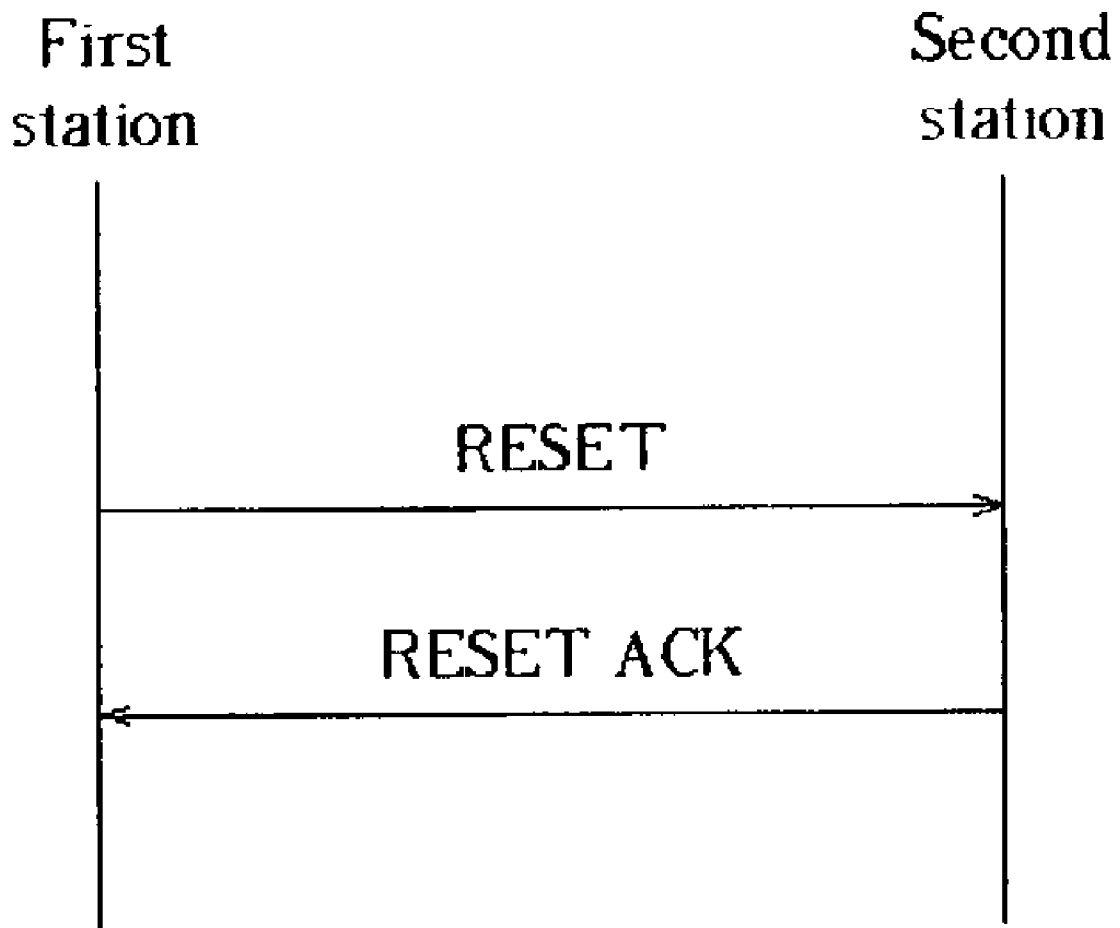 First
station
Second
station
RESET
RESET ACK